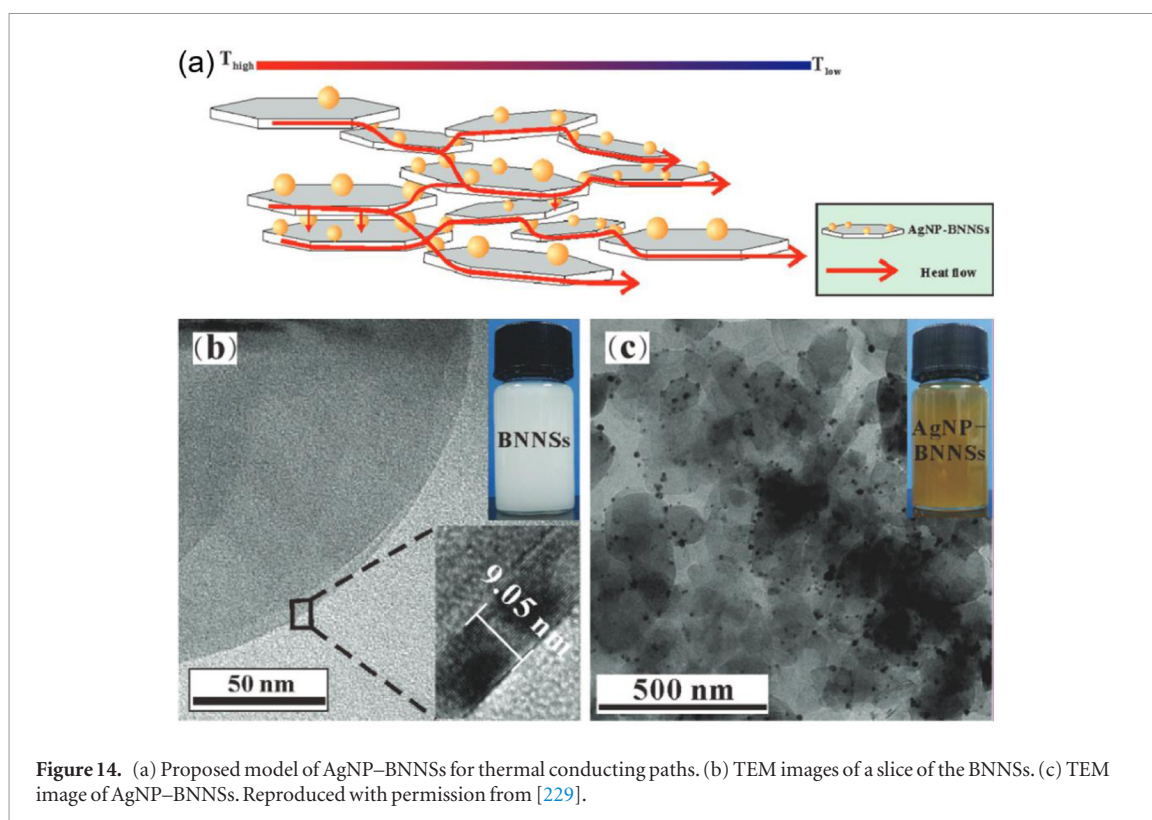 (a) Thigh
Tlow
AgNP-BNNSs
Heat flow
(b)
BNNSs
9.05 nm
50 nm
(c)
AgNP-
BNNSs
500 nm
Figure 14. (a) Proposed model of AgNP–BNNSs for thermal conducting paths. (b) TEM images of a slice of the BNNSs. (c) TEM
image of AgNP–BNNSs. Reproduced with permission from [229].